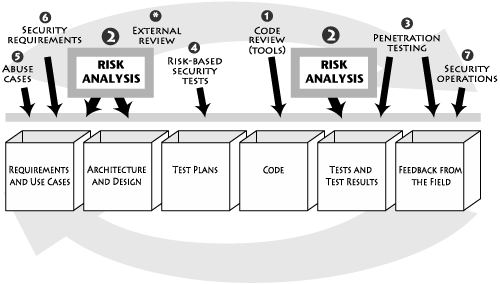 6
SECURITY
REQUIREMENTS
5
ABUSE
CASES
2
RISK
ANALYSIS
*
EXTERNAL
REVIEW
4
RISK-BASED
SECURITY
TESTS
1
CODE
REVIEW
(TOOLS)
2
RISK
ANALYSIS
3
PENETRATION
TESTING
7
SECURITY
OPERATIONS
REQUIREMENTS
AND USE CASES
ARCHITECTURE
AND DESIGN
TEST PLANS
CODE
TESTS AND
TEST RESULTS
FEEDBACK FROM
THE FIELD